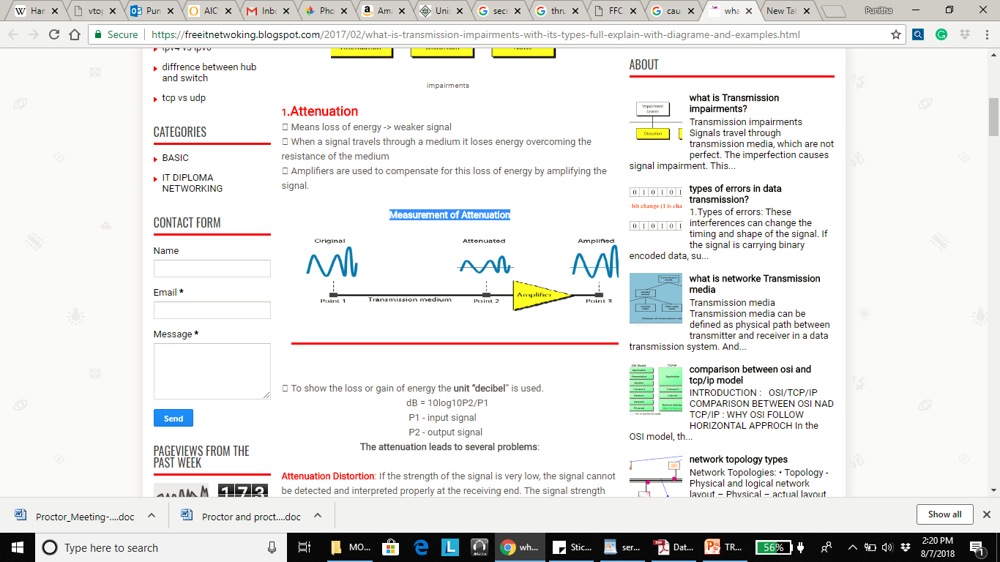 Har
vtop
Pun
AIC
Inbo
Pho
Ama
Uni
secr
thru
FFC
cau
wha
New Tab
Punitha
Secure
https://freeitnetwoking.blogspot.com/2017/02/what-is-transmission-impairments-with-its-types-full-explain-with-diagrame-and-examples.html
ipv4 vs ipv6
diffrence between hub
and switch
tcp vs udp
CATEGORIES
BASIC
IT DIPLOMA
NETWORKING
CONTACT FORM
Name
Email *
Message *
Send
PAGEVIEWS FROM THE
PAST WEEK
173
Attenuation
Distortion
Noise
impairments
1.Attenuation
Means loss of energy -> weaker signal
When a signal travels through a medium it loses energy overcoming the
resistance of the medium
Amplifiers are used to compensate for this loss of energy by amplifying the
signal.
Measurement of Attenuation
Original
Attenuated
Amplified
Point 1
Transmission medium
Point 2
Amplifier
Point 3
To show the loss or gain of energy the unit “decibel” is used.
dB = 10log10P2/P1
P1 - input signal
P2 - output signal
The attenuation leads to several problems:
Attenuation Distortion: If the strength of the signal is very low, the signal cannot
be detected and interpreted properly at the receiving end. The signal strength
ABOUT
Impairment
causes
Distortion
what is Transmission
impairments?
Transmission impairments
Signals travel through
transmission media, which are not
perfect. The imperfection causes
signal impairment. This...
0 1 0 1 0 1
bit change (1 is cha
0 1 0 1 0 1
types of errors in data
transmission?
1.Types of errors: These
interferences can change the
timing and shape of the signal. If
the signal is carrying binary
encoded data, su...
what is networke Transmission
media
Transmission media
Transmission media can be
defined as physical path between
transmitter and receiver in a data
transmission system. And...
OSI Model
TCP/IP
Application
Presentation
Session
Transport
Network
Physical
Application
Transport
Internet
comparison between osi and
tcp/ip model
INTRODUCTION : OSI/TCP/IP
COMPARISON BETWEEN OSI NAD
TCP/IP : WHY OSI FOLLOW
HORIZONTAL APPROCH In the
OSI model, th...
network topology types
Network Topologies: • Topology -
Physical and logical network
layout – Physical – actual layout
Proctor_Meeting-....doc
Proctor and proct....doc
Show all
Type here to search
MO...
wh...
Stic...
ser...
Dat...
TR...
56%
2:20 PM
8/7/2018
1